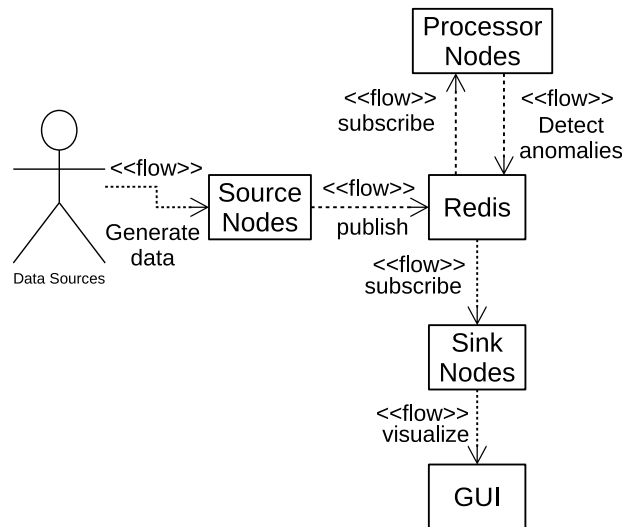 Processor
Nodes
<<flow>>
subscribe
<<flow>>
Detect
anomalies
<<flow>>
Generate
data
Data Sources
Source
Nodes
<<flow>>
publish
Redis
<<flow>>
subscribe
Sink
Nodes
<<flow>>
visualize
GUI